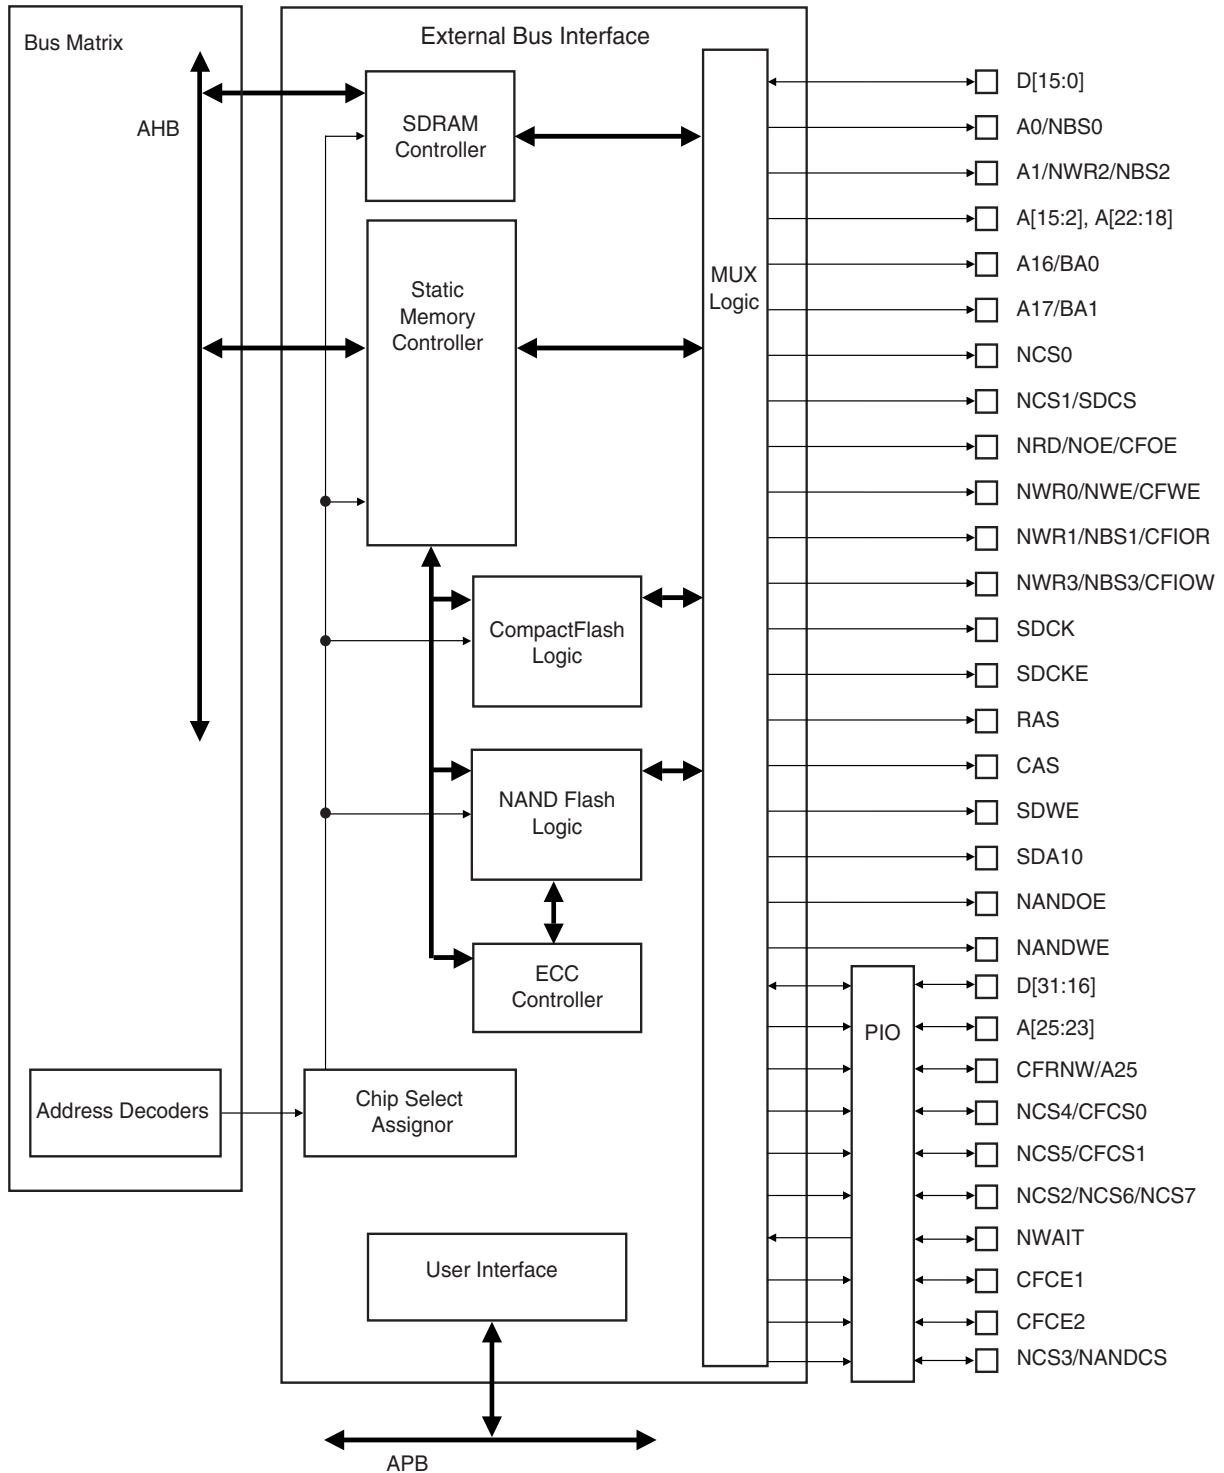 Bus Matrix
External Bus Interface
AHB
SDRAM
Controller
Static
Memory
Controller
MUX
Logic
CompactFlash
Logic
NAND Flash
Logic
ECC
Controller
Address Decoders
Chip Select
Assignor
User Interface
APB
PIO
D[15:0]
A0/NBS0
A1/NWR2/NBS2
A[15:2], A[22:18]
A16/BA0
A17/BA1
NCS0
NCS1/SDCS
NRD/NOE/CFOE
NWR0/NWE/CFWE
NWR1/NBS1/CFIOR
NWR3/NBS3/CFIOW
SDCK
SDCKE
RAS
CAS
SDWE
SDA10
NANDOE
NANDWE
D[31:16]
A[25:23]
CFRNW/A25
NCS4/CFCS0
NCS5/CFCS1
NCS2/NCS6/NCS7
NWAIT
CFCE1
CFCE2
NCS3/NANDCS